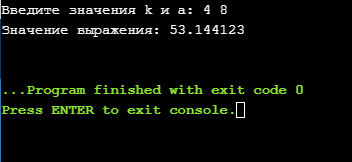 Введите значения k и a: 4 8
Значение выражения: 53.144123
...Program finished with exit code 0
Press ENTER to exit console.